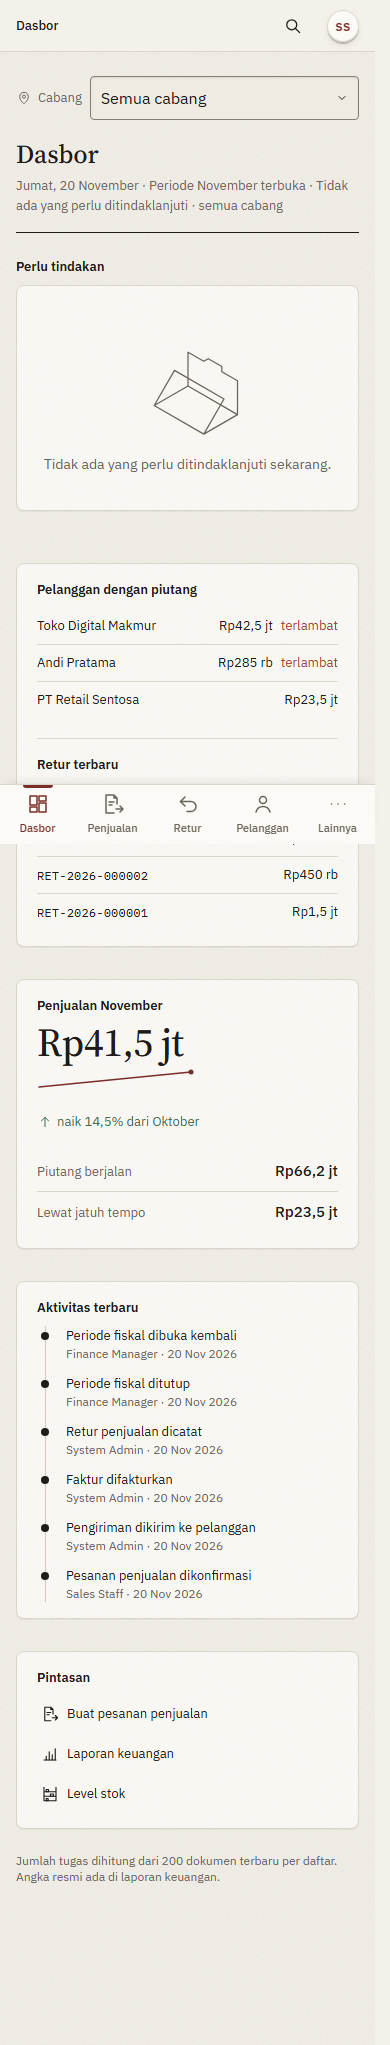 Dasbor
SS
Cabang
Semua cabang
Dasbor
Jumat, 20 November · Periode November terbuka · Tidak
ada yang perlu ditindaklanjuti · semua cabang
Perlu tindakan
Tidak ada yang perlu ditindaklanjuti sekarang.
Pelanggan dengan piutang
Toko Digital Makmur Rp42,5 jt terlambat
Andi Pratama Rp285 rb terlambat
PT Retail Sentosa Rp23,5 jt
Retur terbaru
Dasbor Penjualan Retur Pelanggan Lainnya
RET-2026-000002 Rp450 rb
RET-2026-000001 Rp1,5 jt
Penjualan November
Rp41,5 jt
↑ naik 14,5% dari Oktober
Piutang berjalan Rp66,2 jt
Lewat jatuh tempo Rp23,5 jt
Aktivitas terbaru
Periode fiskal dibuka kembali
Finance Manager · 20 Nov 2026
Periode fiskal ditutup
Finance Manager · 20 Nov 2026
Retur penjualan dicatat
System Admin · 20 Nov 2026
Faktur difakturkan
System Admin · 20 Nov 2026
Pengiriman dikirim ke pelanggan
System Admin · 20 Nov 2026
Pesanan penjualan dikonfirmasi
Sales Staff · 20 Nov 2026
Pintasan
Buat pesanan penjualan
Laporan keuangan
Level stok
Jumlah tugas dihitung dari 200 dokumen terbaru per daftar.
Angka resmi ada di laporan keuangan.